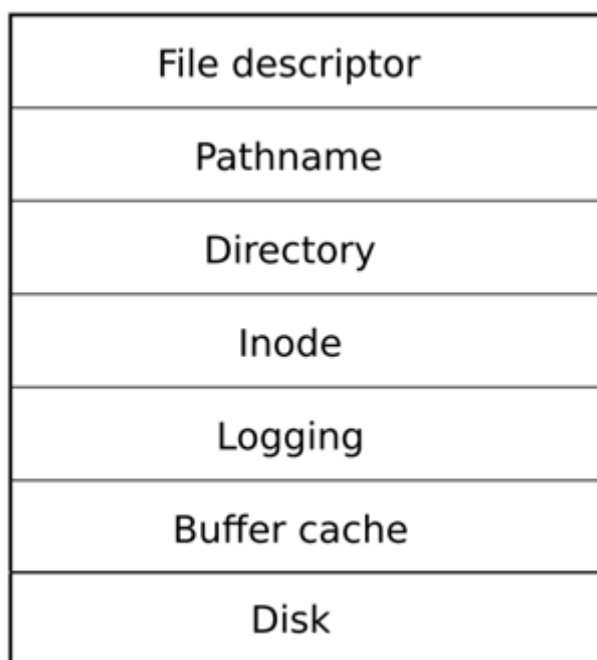 File descriptor
Pathname
Directory
Inode
Logging
Buffer cache
Disk